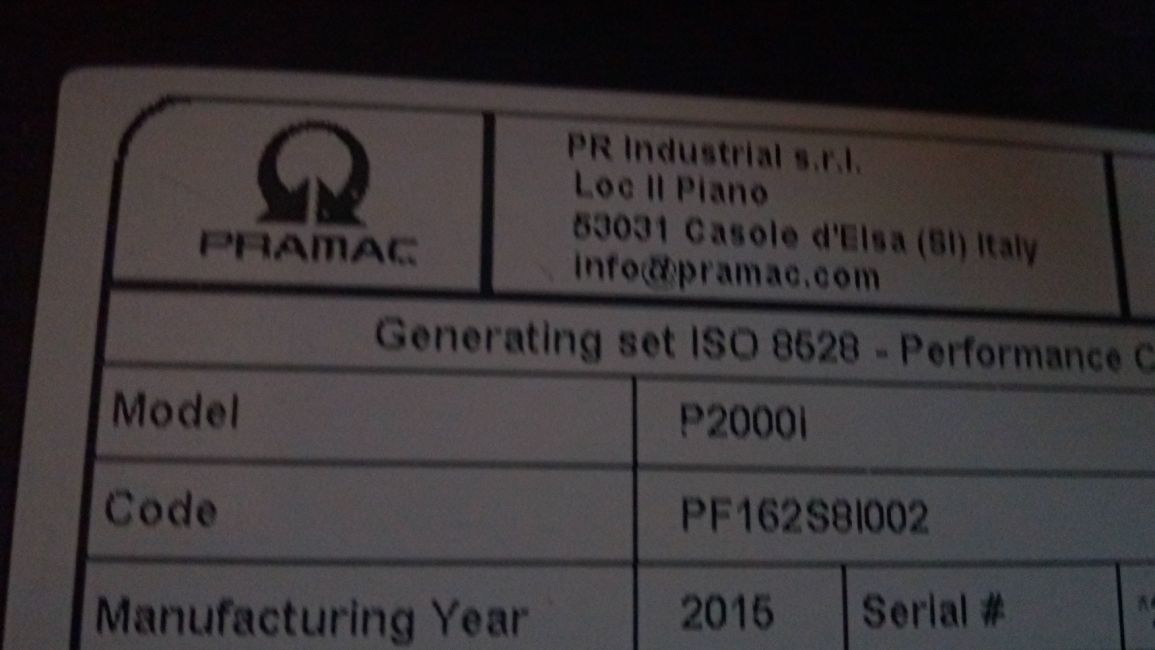 PRAMAC
PR Industrial s.r.l.
Loc Il Piano
53031 Casole d'Elsa (SI) Italy
info@pramac.com
Generating set ISO 8528 - Performance
Model P2000i
Code PF162S8I002
Manufacturing Year 2015 Serial #